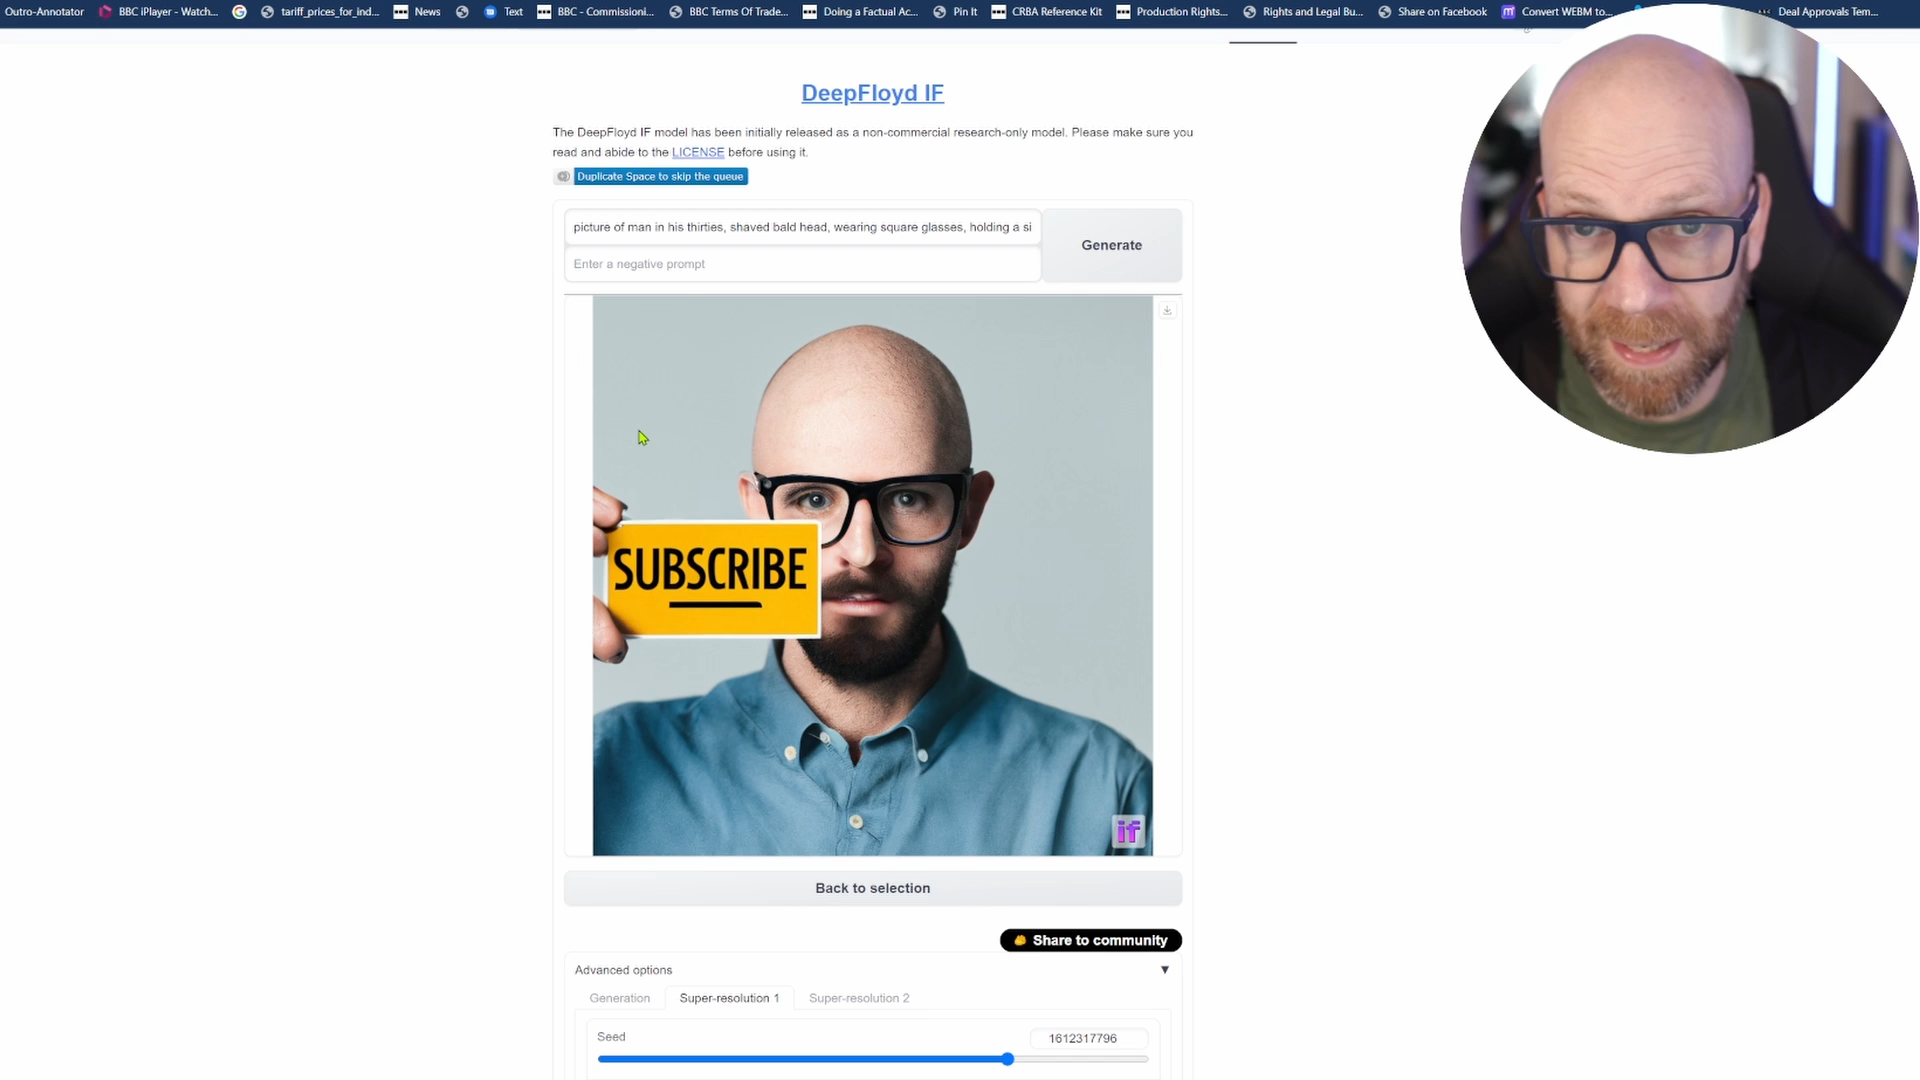 Outro-Annotator BBC iPlayer - Watch... tariff_prices_for_ind... News Text BBC - Commissioni... BBC Terms Of Trade... Doing a Factual Ac... Pin It CRBA Reference Kit Production Rights... Rights and Legal Bu... Share on Facebook Convert WEBM to... Deal Approvals Tem...
DeepFloyd IF
The DeepFloyd IF model has been initially released as a non-commercial research-only model. Please make sure you
read and abide to the LICENSE before using it.
Duplicate Space to skip the queue
picture of man in his thirties, shaved bald head, wearing square glasses, holding a si
Generate
Enter a negative prompt
SUBSCRIBE
if
Back to selection
Share to community
Advanced options
Generation Super-resolution 1 Super-resolution 2
Seed
1612317796